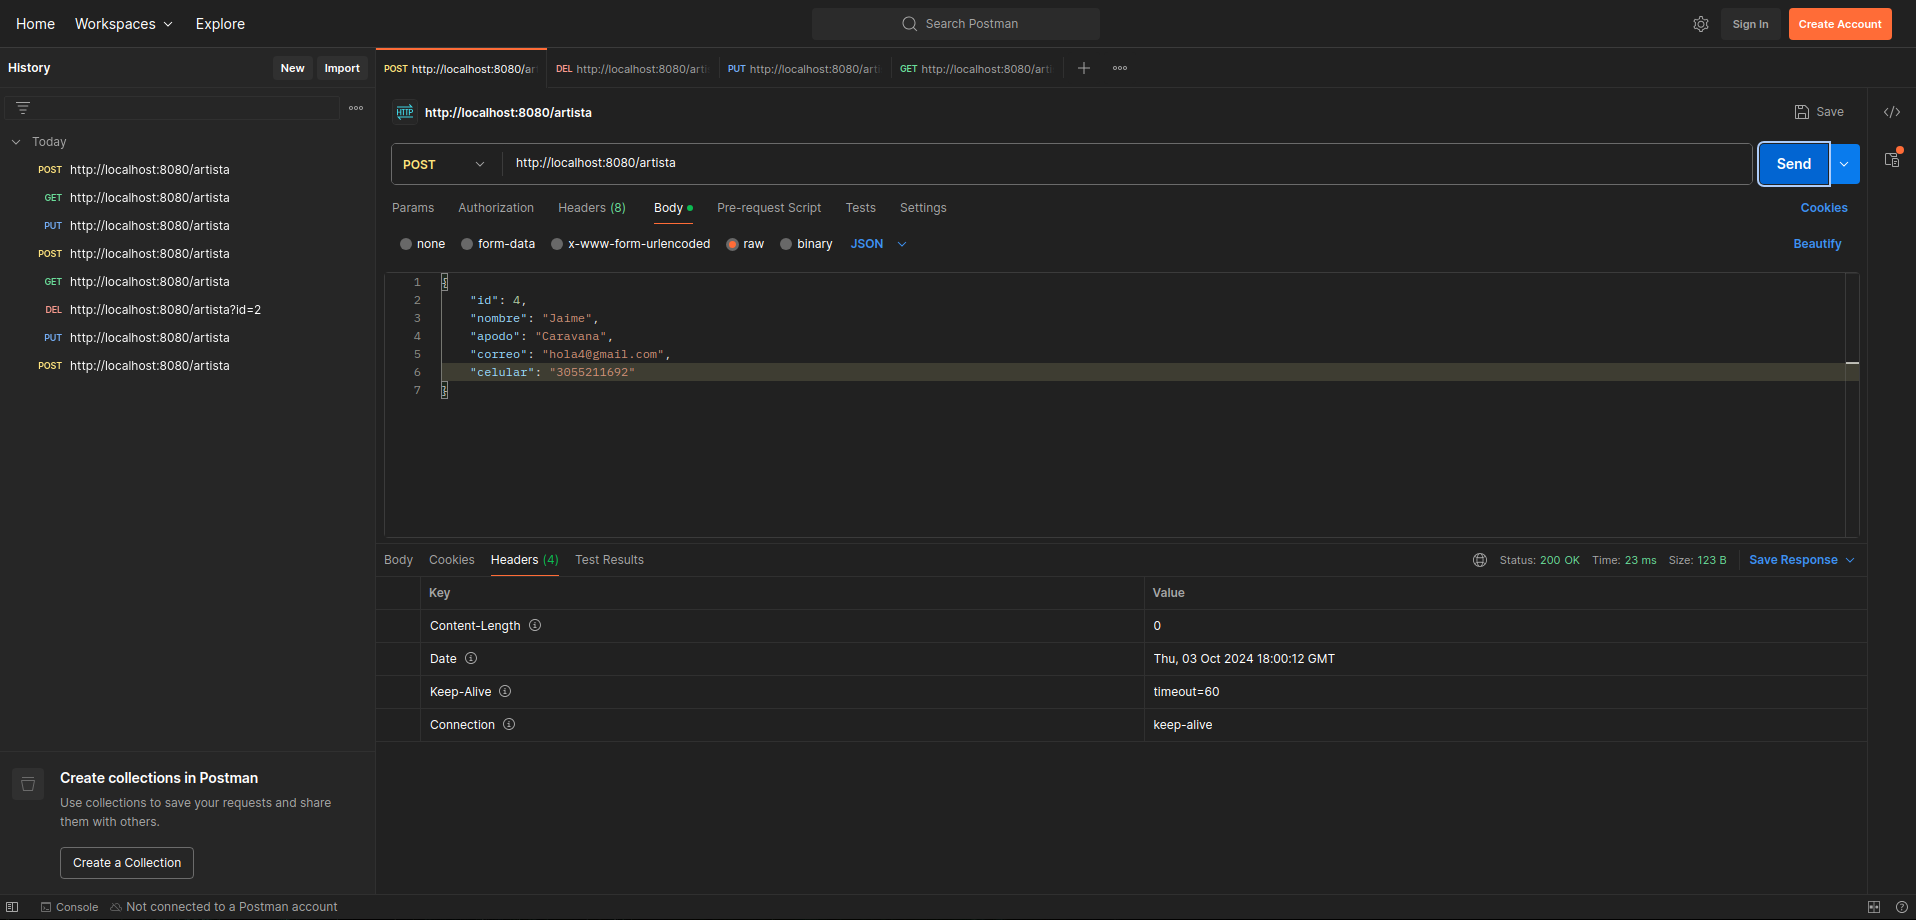 Home Workspaces Explore Search Postman Sign In Create Account
History New Import
POST http://localhost:8080/ar DEL http://localhost:8080/arti PUT http://localhost:8080/arti GET http://localhost:8080/arti
HTTP http://localhost:8080/artista Save
Today
POST http://localhost:8080/artista
GET http://localhost:8080/artista
PUT http://localhost:8080/artista
POST http://localhost:8080/artista
GET http://localhost:8080/artista
DEL http://localhost:8080/artista?id=2
PUT http://localhost:8080/artista
POST http://localhost:8080/artista
POST http://localhost:8080/artista Send
Params Authorization Headers (8) Body Pre-request Script Tests Settings Cookies
none form-data x-www-form-urlencoded raw binary JSON Beautify
1 {
2 "id": 4,
3 "nombre": "Jaime",
4 "apodo": "Caravana",
5 "correo": "hola4@gmail.com",
6 "celular": "3055211692"
7 }
Body Cookies Headers (4) Test Results Status: 200 OK Time: 23 ms Size: 123 B Save Response
Key Value
Content-Length 0
Date Thu, 03 Oct 2024 18:00:12 GMT
Keep-Alive timeout=60
Connection keep-alive
Create collections in Postman
Use collections to save your requests and share
them with others.
Create a Collection
Console Not connected to a Postman account